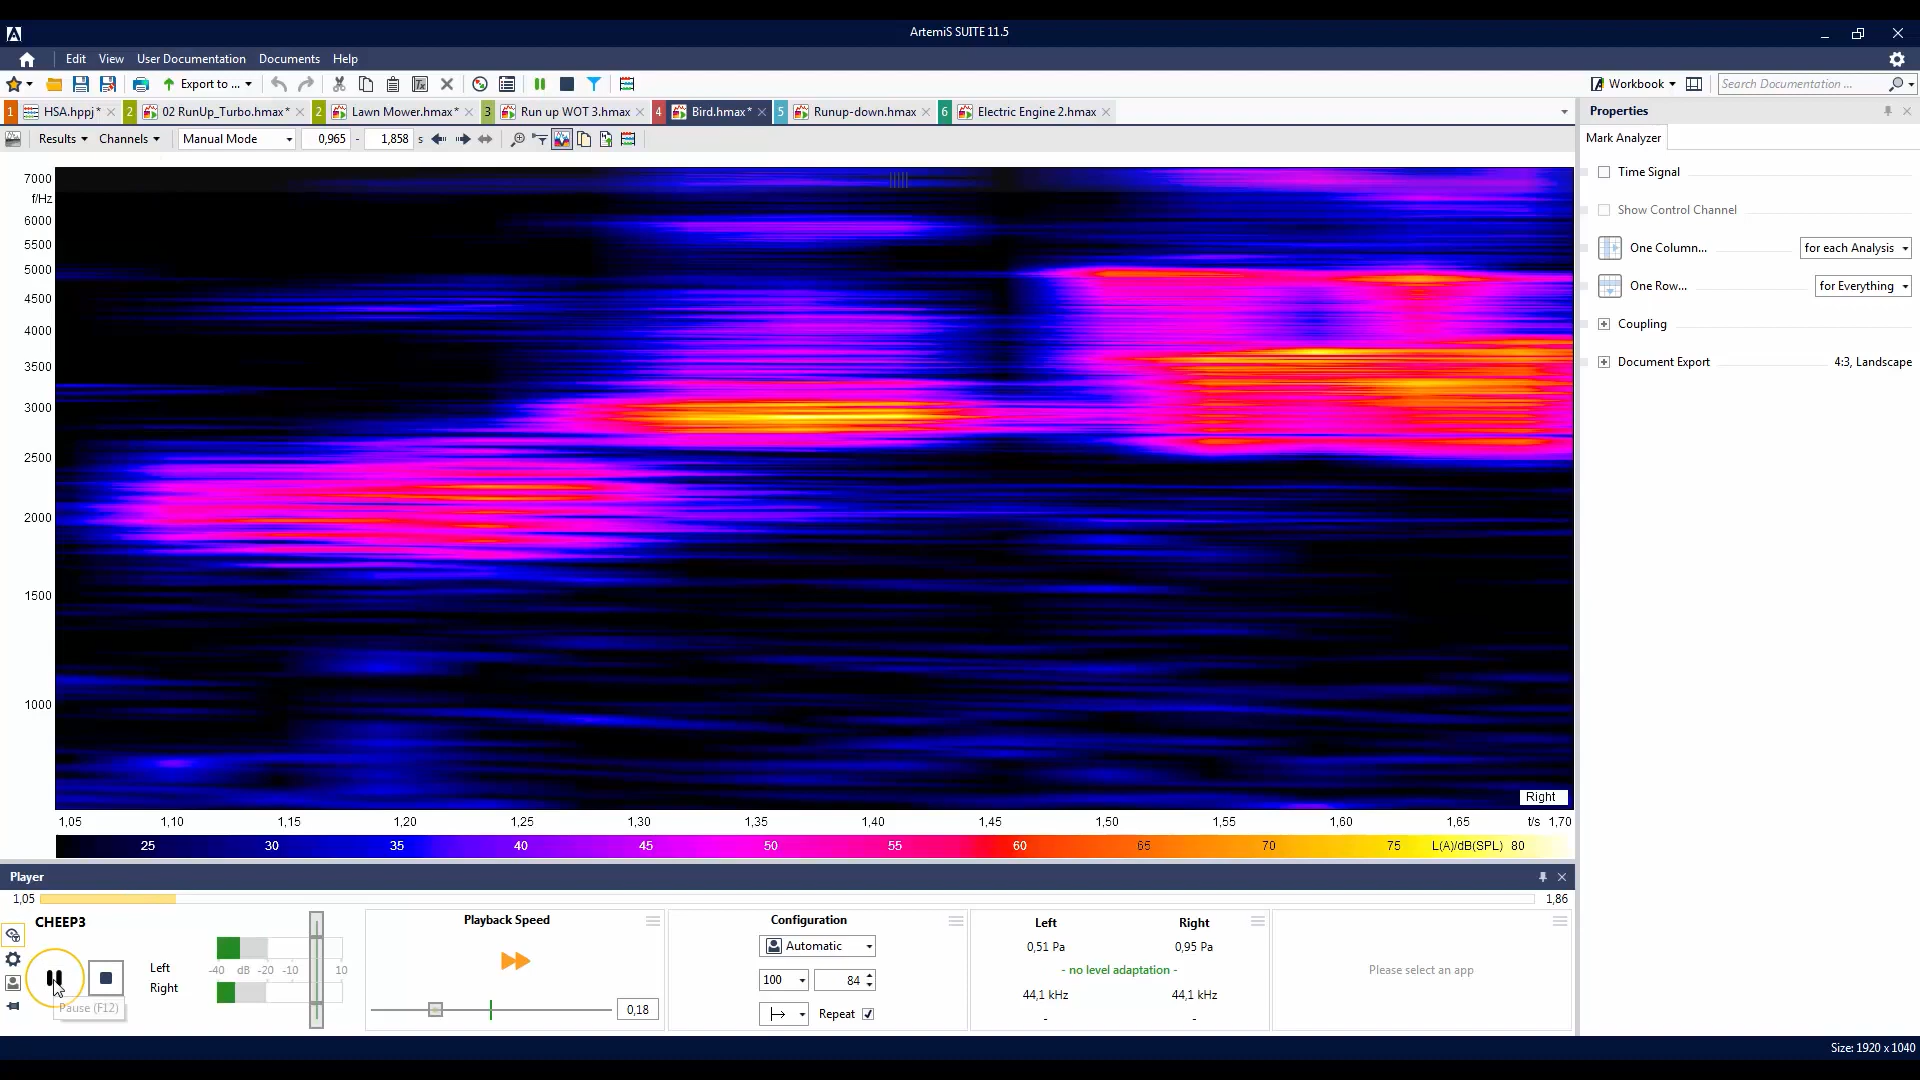 ArtemiS SUITE 11.5
Edit View User Documentation Documents Help
Export to ...
Workbook Search Documentation ...
1 HSA.hppj * 2 02 RunUp_Turbo.hmax * 2 Lawn Mower.hmax * 3 Run up WOT 3.hmax 4 Bird.hmax * 5 Runup-down.hmax 6 Electric Engine 2.hmax
Results Channels Manual Mode 0,965 - 1,858 s
Properties
Mark Analyzer
Time Signal
Show Control Channel
One Column... for each Analysis
One Row... for Everything
Coupling
Document Export 4:3, Landscape
7000
f/Hz
6000
5500
5000
4500
4000
3500
3000
2500
2000
1500
1000
Right
1,05 1,10 1,15 1,20 1,25 1,30 1,35 1,40 1,45 1,50 1,55 1,60 1,65 t/s 1,70
25 30 35 40 45 50 55 60 65 70 75 L(A)/dB(SPL) 80
Player
1,05 1,86
CHEEP3
Left
Right
-40 dB -20 -10 10
Pause (F12)
Playback Speed
0,18
Configuration
Automatic
100 84
Repeat
Left Right
0,51 Pa 0,95 Pa
- no level adaptation -
44,1 kHz 44,1 kHz
- -
Please select an app
Size: 1920 x 1040